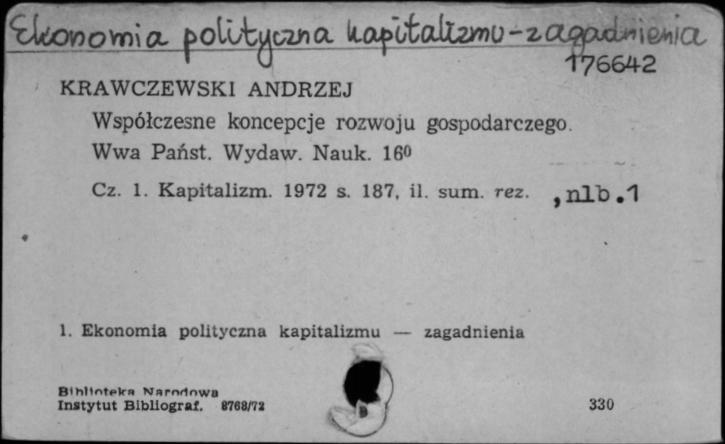 Ekonomia polityczna kapitalizmu-zagadnienia
176642
KRAWCZEWSKI ANDRZEJ
Współczesne koncepcje rozwoju gospodarczego.
Wwa Państ. Wydaw. Nauk. 16⁰
Cz. 1. Kapitalizm. 1972 s. 187, il. sum. rez. , nlb.1
1. Ekonomia polityczna kapitalizmu — zagadnienia
Biblioteka Narodowa
Instytut Bibliograf. 8768/72
330